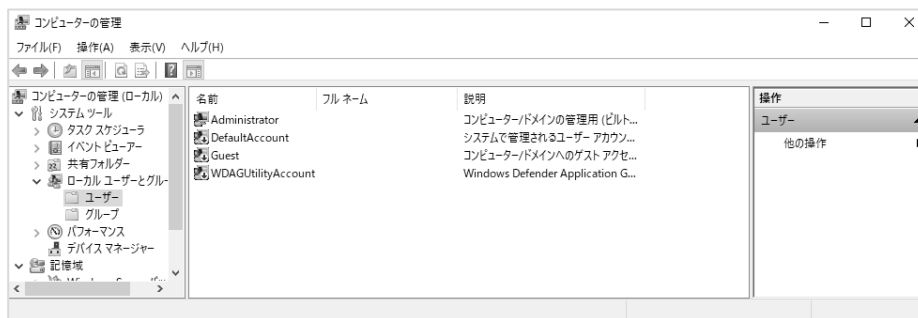 コンピューターの管理
ファイル(F) 操作(A) 表示(V) ヘルプ(H)
コンピューターの管理 (ローカル)
システム ツール
タスク スケジューラ
イベント ビューアー
共有フォルダー
ローカル ユーザーとグル
ユーザー
グループ
パフォーマンス
デバイス マネージャー
記憶域
名前 フル ネーム 説明
Administrator コンピューター/ドメインの管理用 (ビルト...
DefaultAccount システムで管理されるユーザー アカウン...
Guest コンピューター/ドメインへのゲスト アクセ...
WDAGUtilityAccount Windows Defender Application G...
操作
ユーザー
他の操作